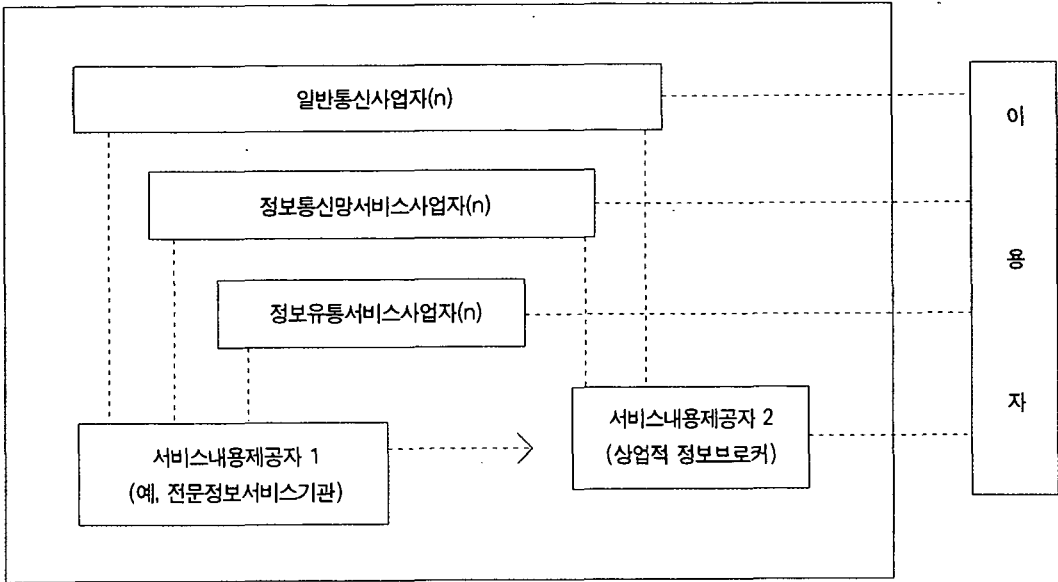 일반통신사업자(n)
정보통신망서비스사업자(n)
정보유통서비스사업자(n)
서비스내용제공자 1
(예, 전문정보서비스기관)
서비스내용제공자 2
(상업적 정보브로커)
이
용
자